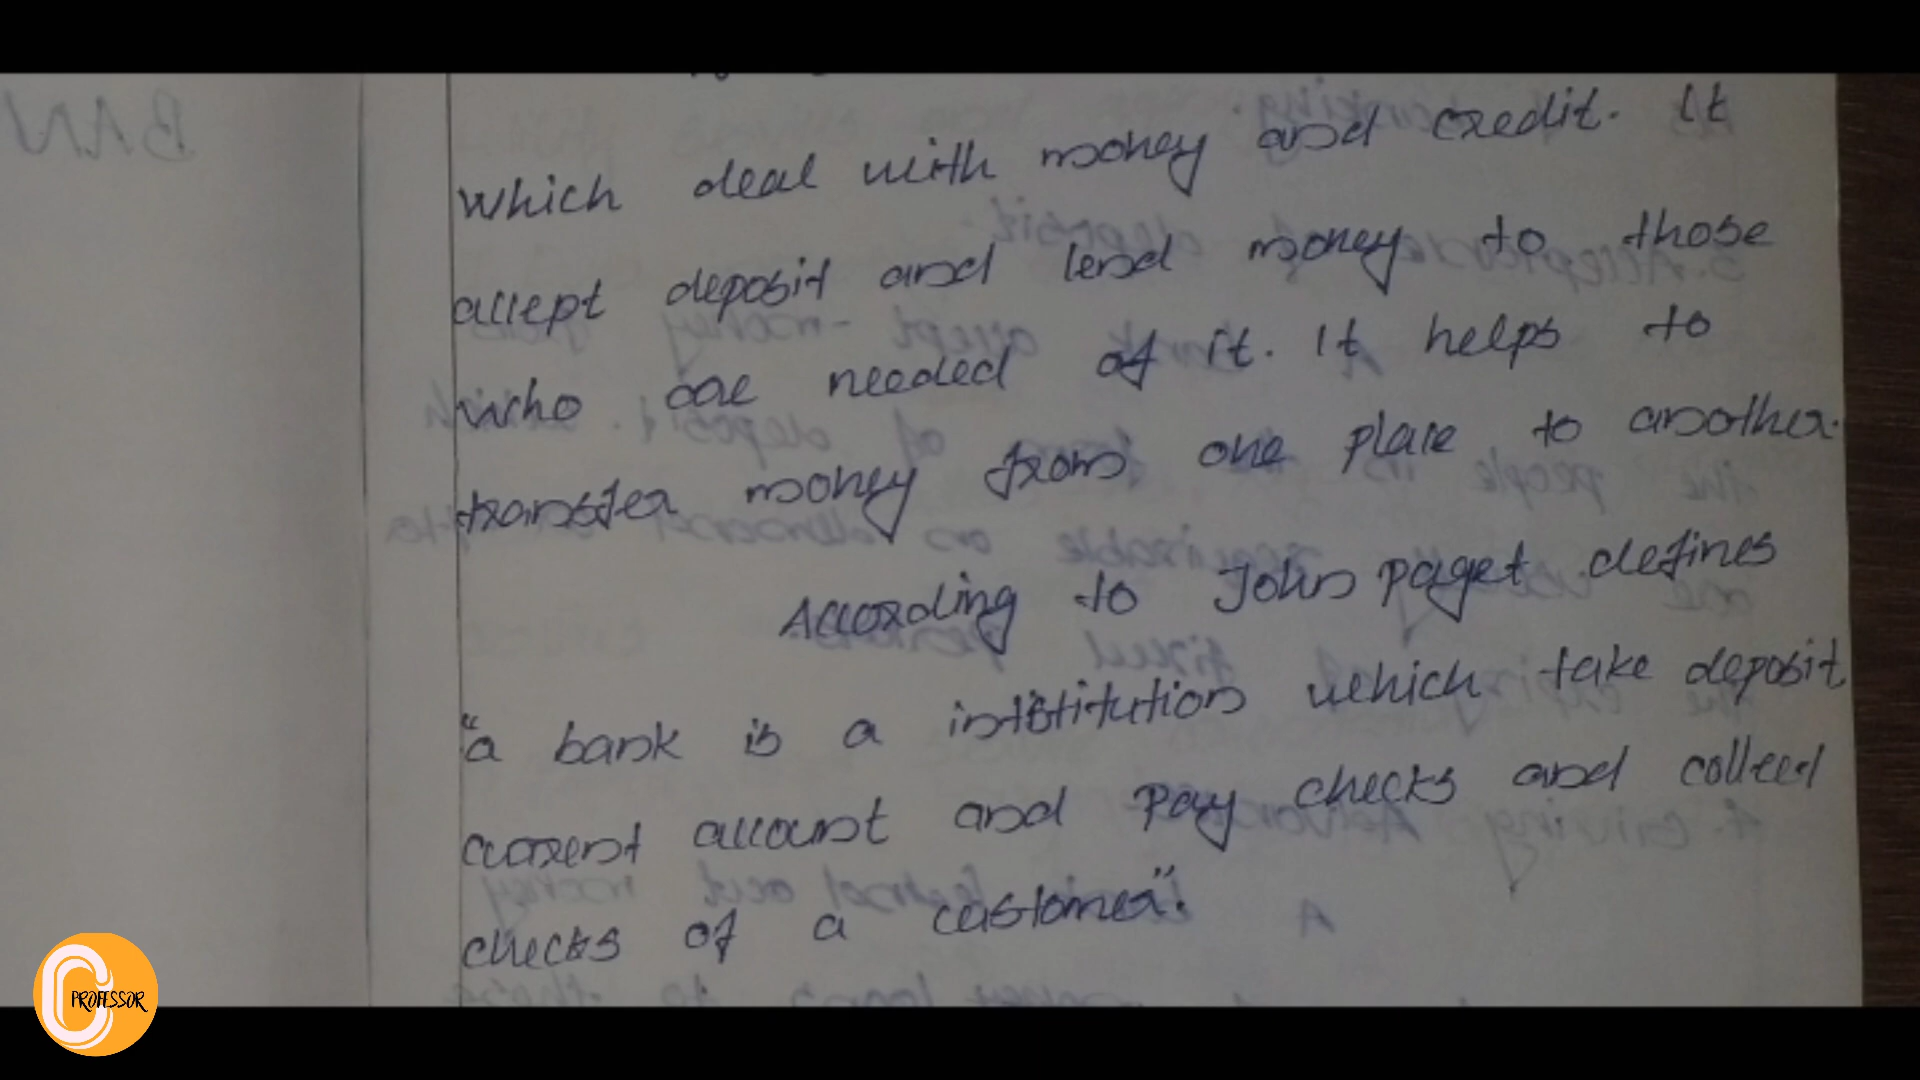 which deal with money and credit. It
accept deposit and lend money to those
who are needed of it. It helps to
transfer money from one place to another.
According to John paget defines
"a bank is a intstitution which take deposit
current account and pay checks and collect
checks of a customer".
C PROFESSOR